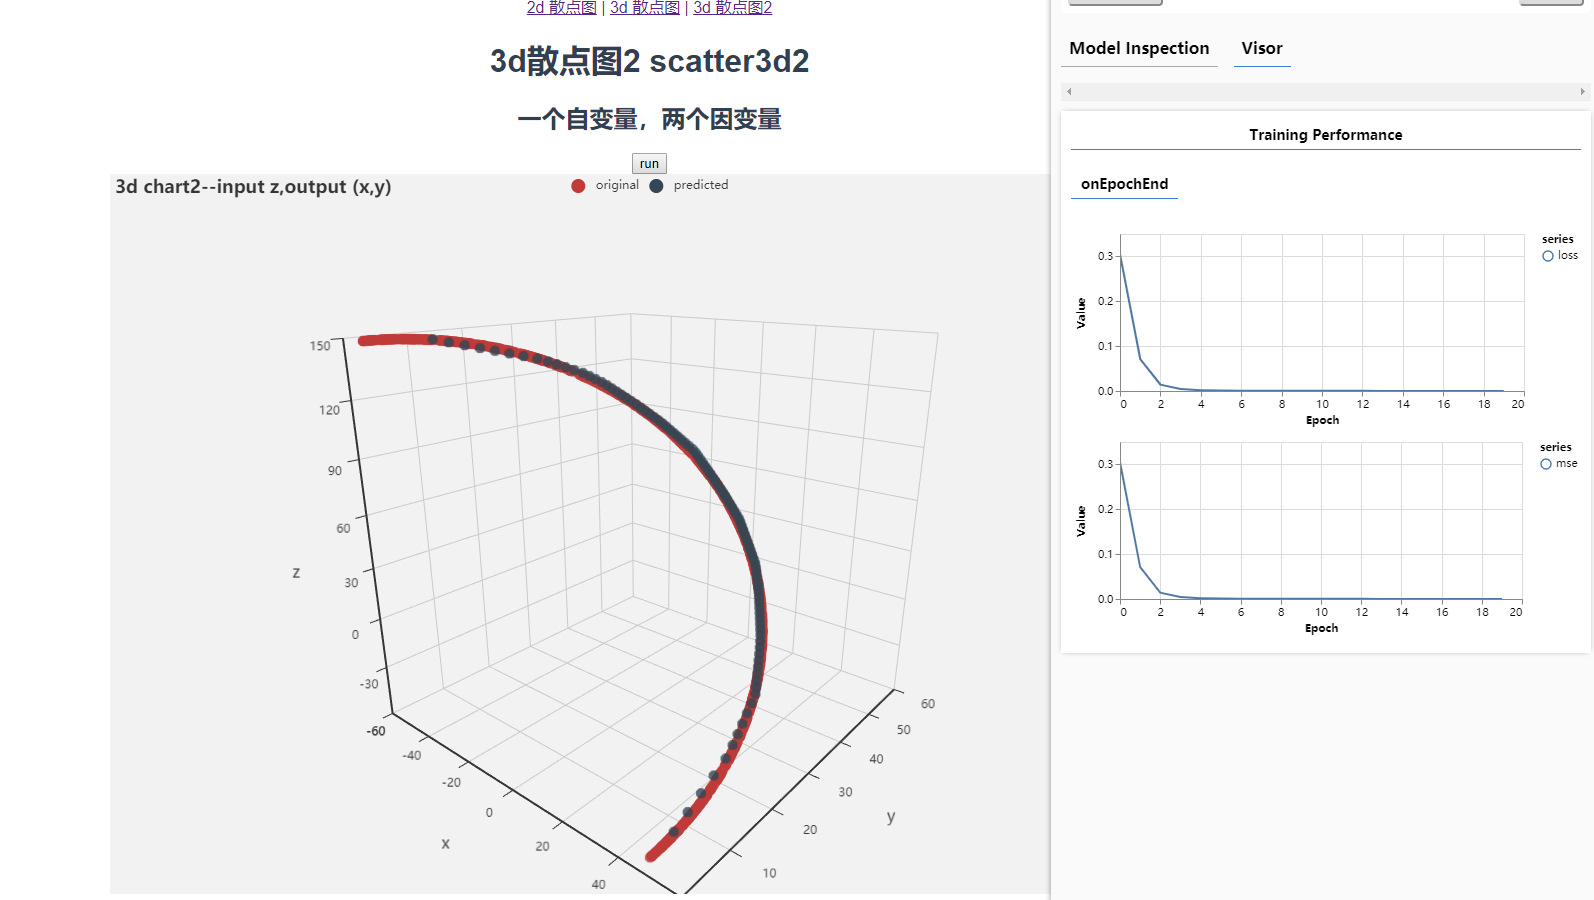 2d 散点图 | 3d 散点图 | 3d 散点图2
3d散点图2 scatter3d2
一个自变量，两个因变量
run
3d chart2--input z,output (x,y)
original predicted
150
120
90
60
30
0
-30
z
-60
-40
-20
0
20
40
x
10
20
30
40
50
60
y
Model Inspection Visor
Training Performance
onEpochEnd
series
loss
0.3
0.2
0.1
0.0
Value
0 2 4 6 8 10 12 14 16 18 20
Epoch
series
mse
0.3
0.2
0.1
0.0
Value
0 2 4 6 8 10 12 14 16 18 20
Epoch